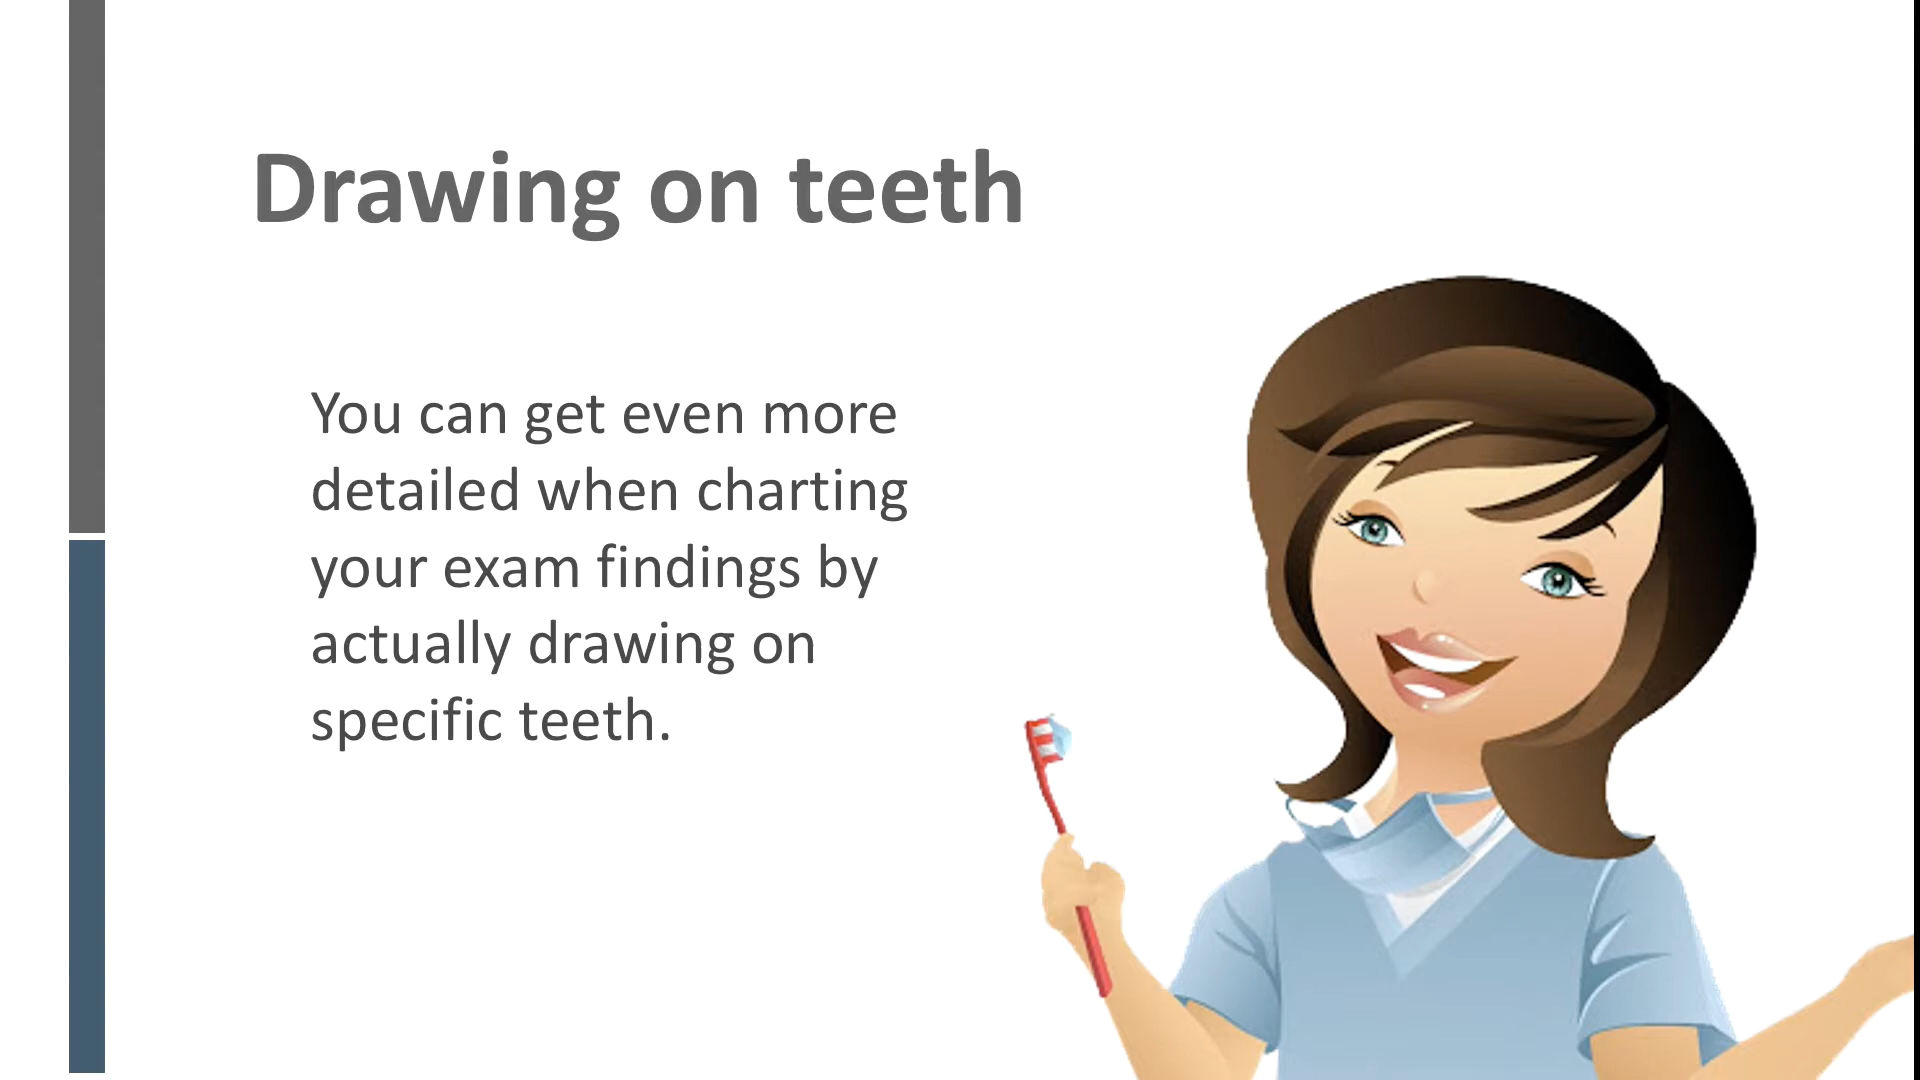 Drawing on teeth
You can get even more
detailed when charting
your exam findings by
actually drawing on
specific teeth.